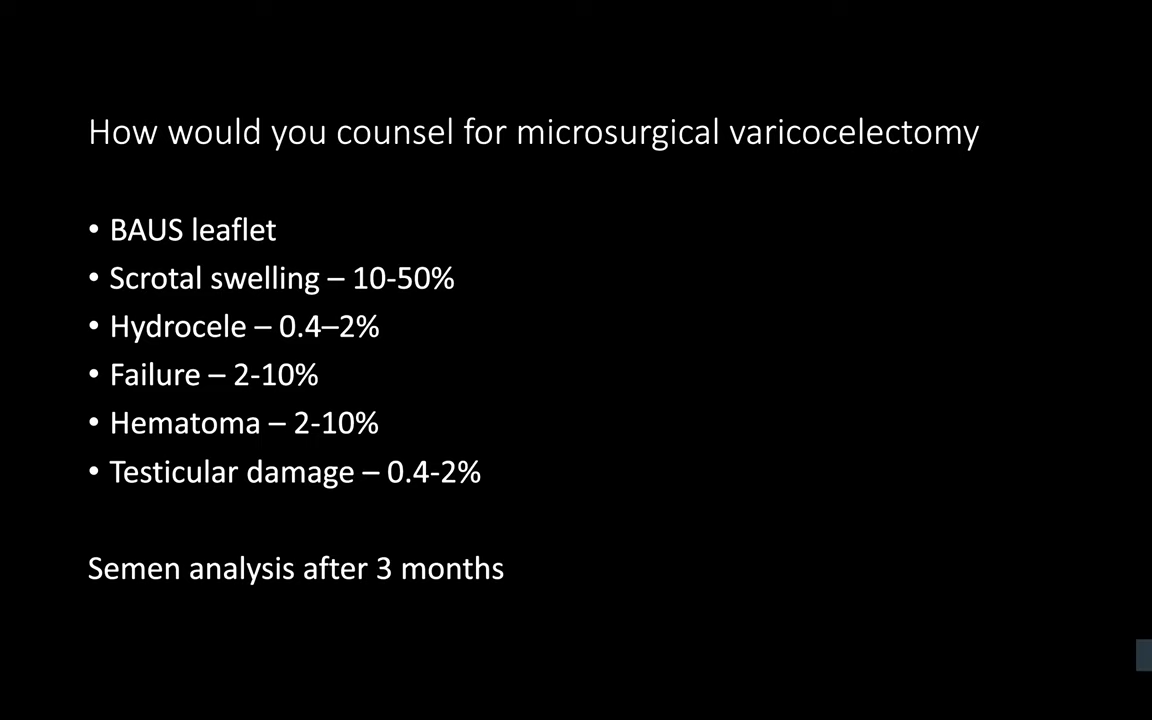 How would you counsel for microsurgical varicocelectomy
• BAUS leaflet
• Scrotal swelling – 10-50%
• Hydrocele – 0.4–2%
• Failure – 2-10%
• Hematoma – 2-10%
• Testicular damage – 0.4-2%
Semen analysis after 3 months